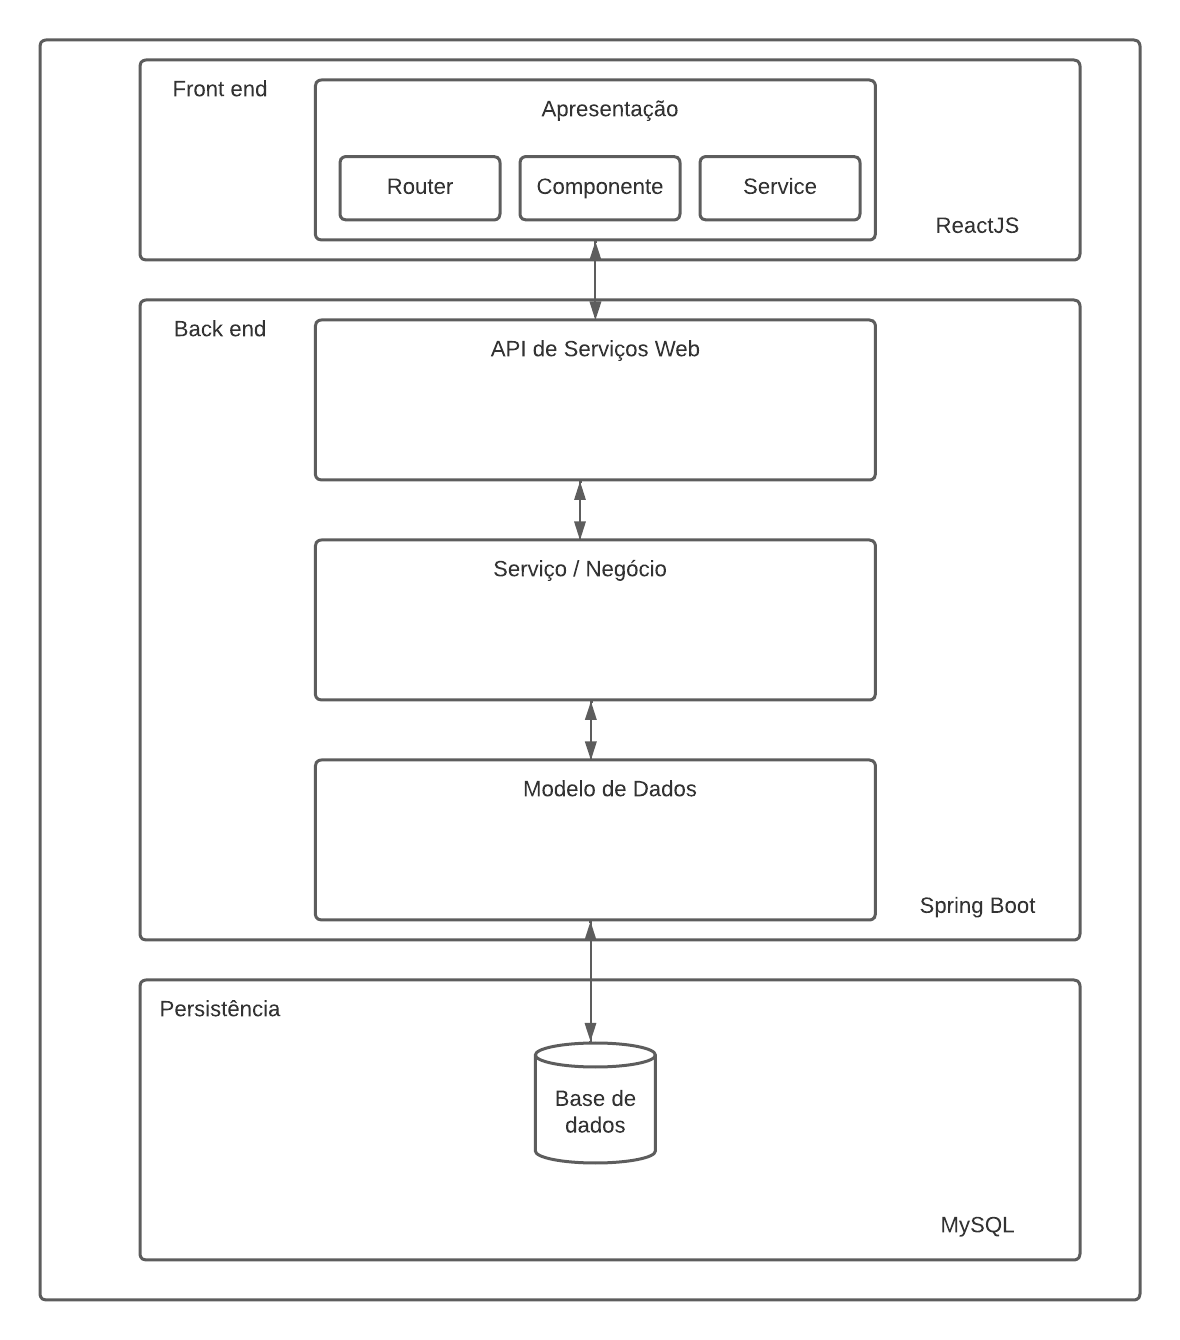 Front end
Apresentação
Router
Componente
Service
ReactJS
Back end
API de Serviços Web
Serviço / Negócio
Modelo de Dados
Spring Boot
Persistência
Base de
dados
MySQL